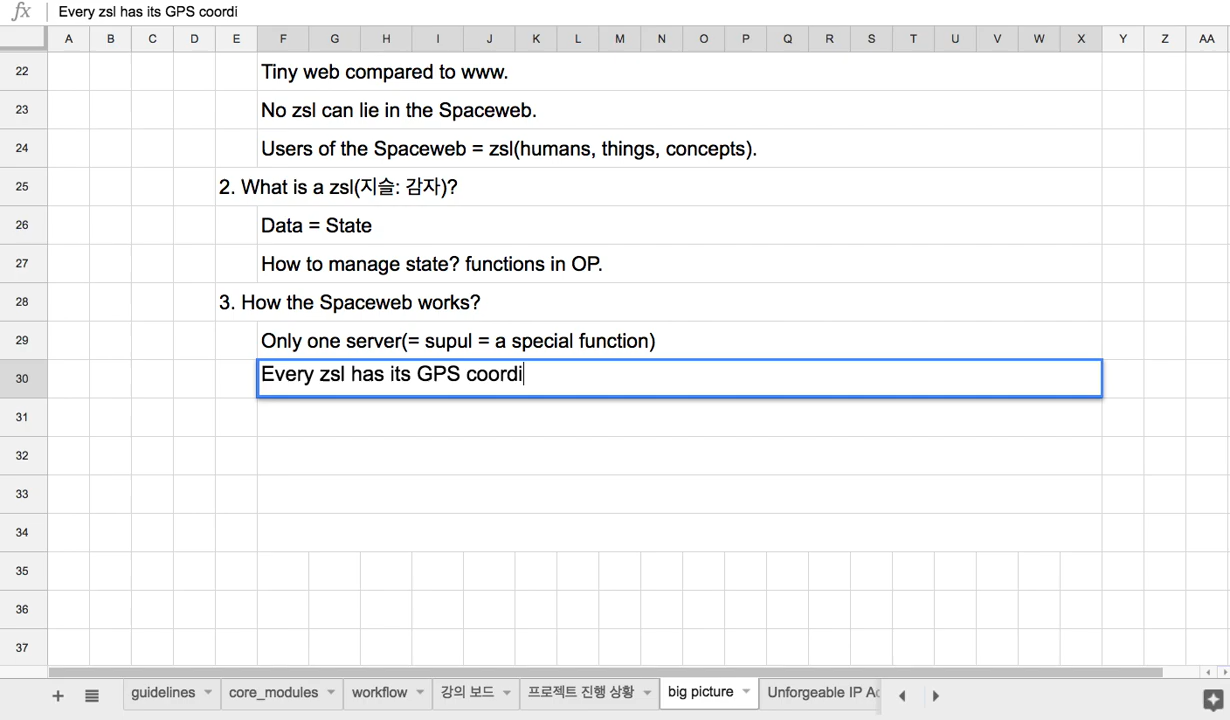 fx Every zsl has its GPS coordi
A B C D E F G H I J K L M N O P Q R S T U V W X Y Z AA
22 Tiny web compared to www.
23 No zsl can lie in the Spaceweb.
24 Users of the Spaceweb = zsl(humans, things, concepts).
25 2. What is a zsl(지슬: 감자)?
26 Data = State
27 How to manage state? functions in OP.
28 3. How the Spaceweb works?
29 Only one server(= supul = a special function)
30 Every zsl has its GPS coordi
31
32
33
34
35
36
37
+ guidelines core_modules workflow 강의 보드 프로젝트 진행 상황 big picture Unforgeable IP